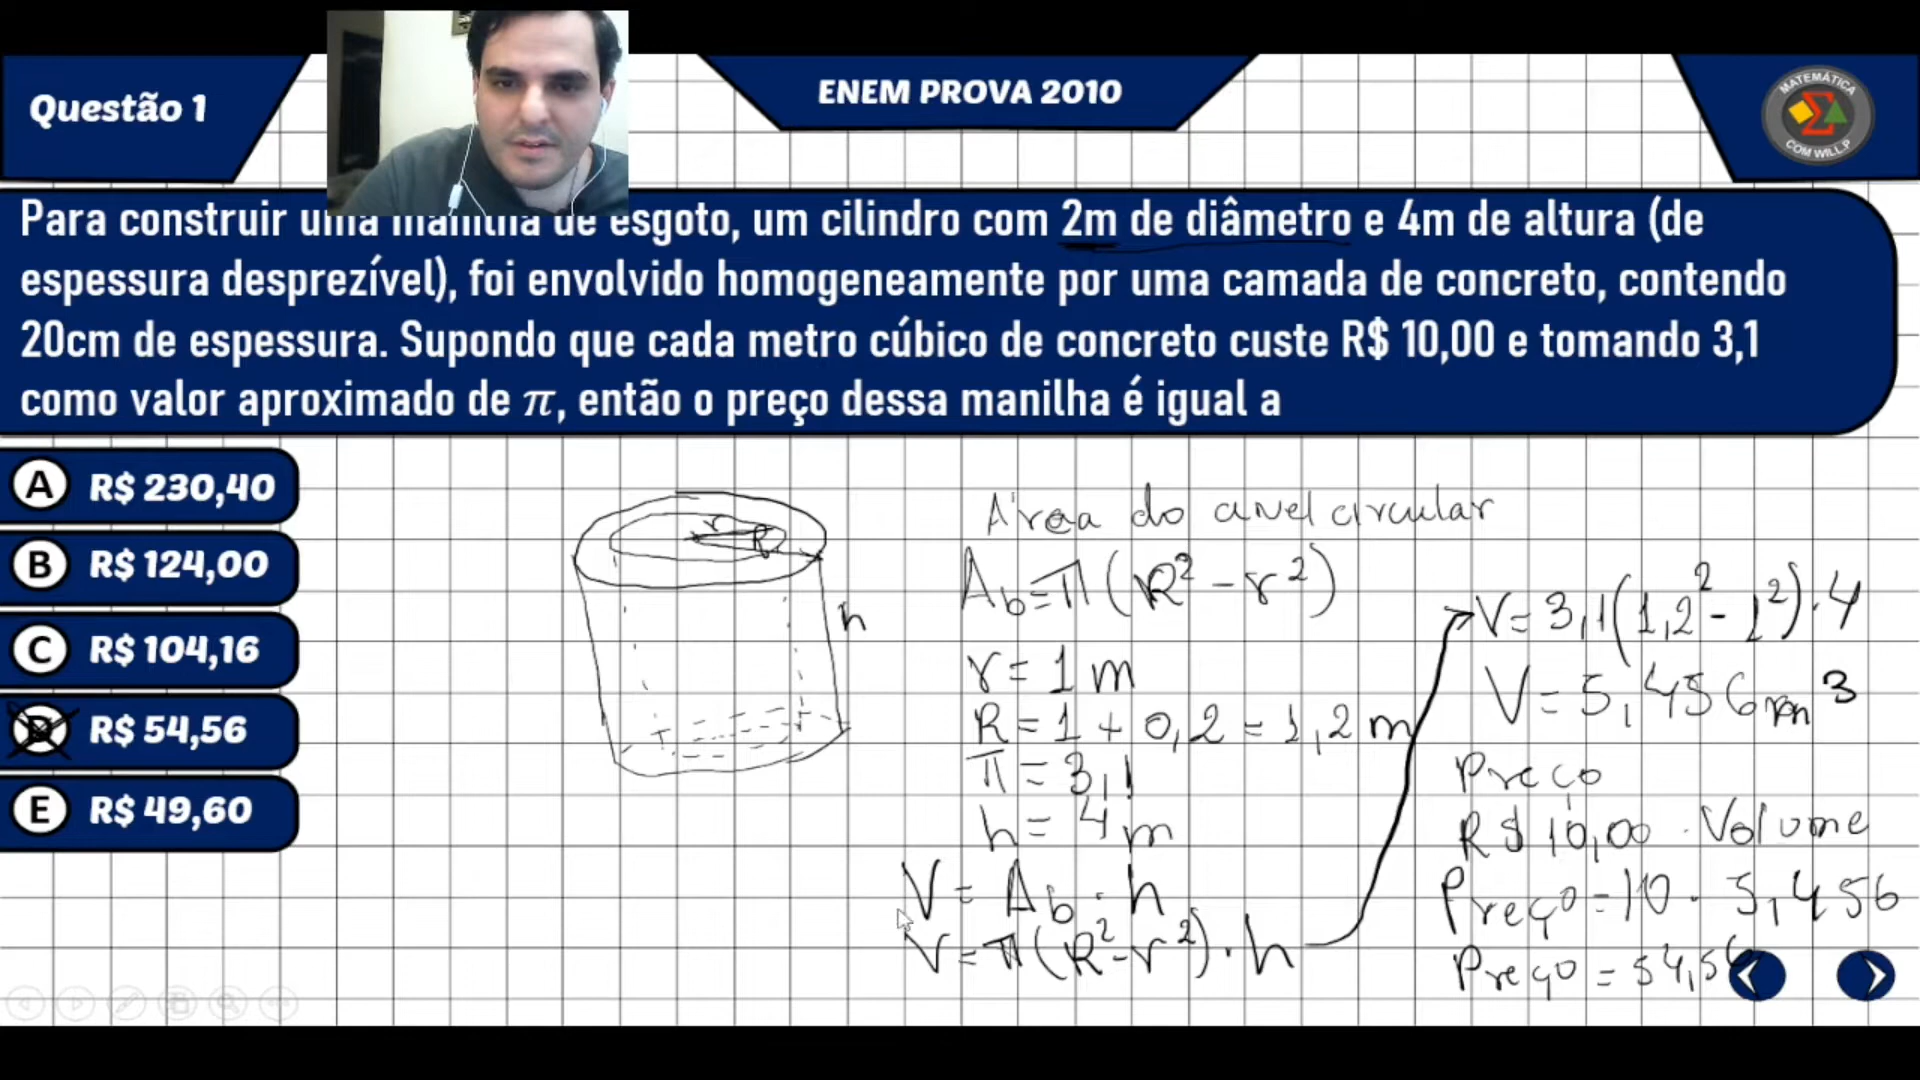 Questão 1
ENEM PROVA 2010
MATEMÁTICA
COM WILL.P
Para construir uma manilha de esgoto, um cilindro com 2m de diâmetro e 4m de altura (de
espessura desprezível), foi envolvido homogeneamente por uma camada de concreto, contendo
20cm de espessura. Supondo que cada metro cúbico de concreto custe R$ 10,00 e tomando 3,1
como valor aproximado de π, então o preço dessa manilha é igual a
A R$ 230,40
B R$ 124,00
C R$ 104,16
D R$ 54,56
E R$ 49,60
r
R
h
Área do anel circular
Ab=π(R²-r²)
r= 1 m
R= 1 + 0,2 = 1,2 m
π = 3,1
h= 4 m
V= Ab.h
V=π(R²-r²).h
V= 3,1(1,2²-1²).4
V= 5,456 m³
Preço
R$ 10,00 . Volume
Preço=10 . 5,456
Preço = 54,56